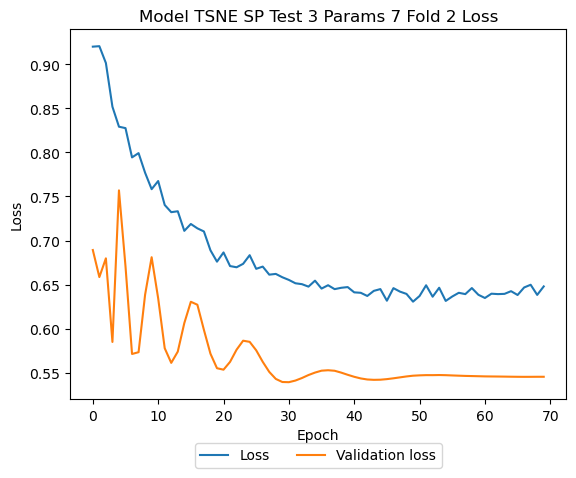 Model TSNE SP Test 3 Params 7 Fold 2 Loss
0.90
0.85
0.80
0.75
0.70
0.65
0.60
0.55
Loss
0 10 20 30 40 50 60 70
Epoch
Loss Validation loss